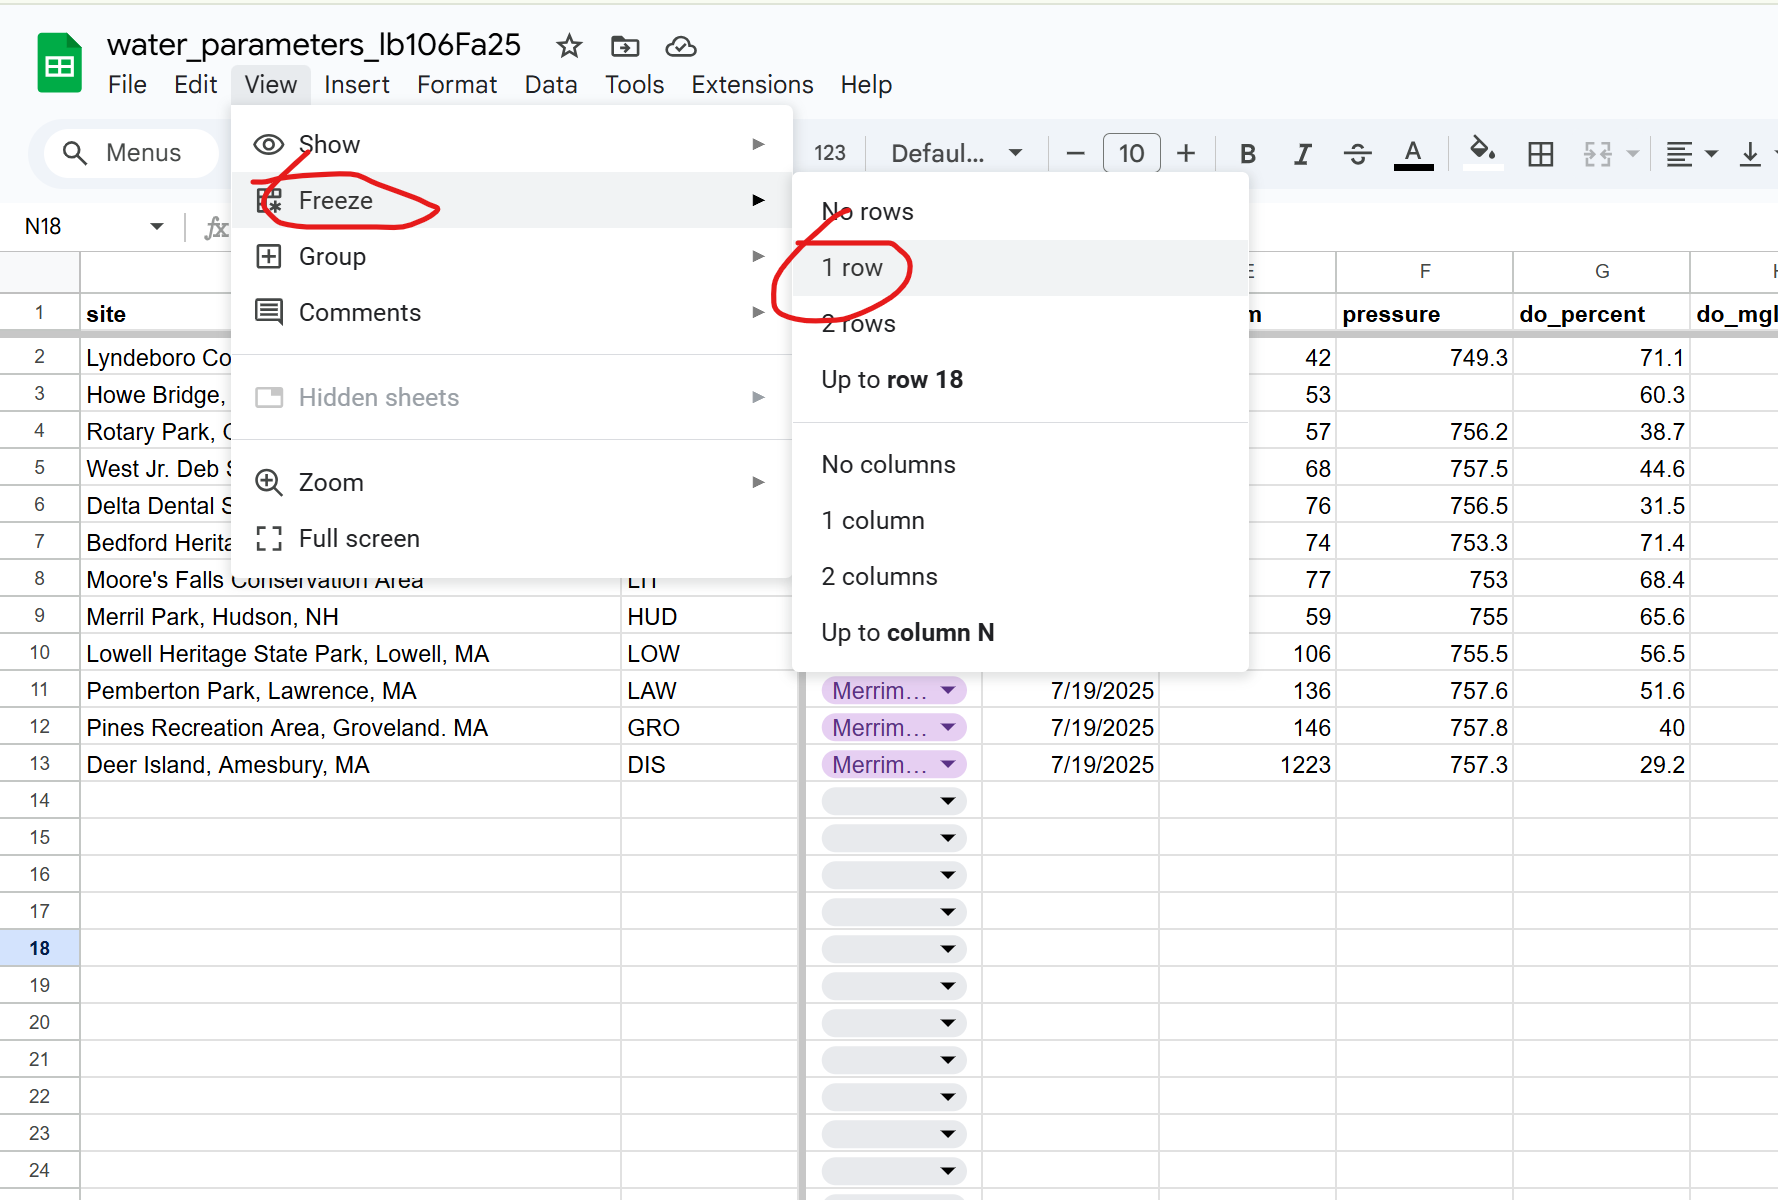 water_parameters_lb106Fa25
File Edit View Insert Format Data Tools Extensions Help
Menus
123 Defaul... 10 B I S A
N18 fx
Show
Freeze
Group
Comments
Hidden sheets
Zoom
Full screen
No rows
1 row
2 rows
Up to row 18
No columns
1 column
2 columns
Up to column N
E F G H
1 site m pressure do_percent do_mgl
2 Lyndeboro Co 42 749.3 71.1
3 Howe Bridge, 53 60.3
4 Rotary Park, 57 756.2 38.7
5 West Jr. Deb S 68 757.5 44.6
6 Delta Dental S 76 756.5 31.5
7 Bedford Herita 74 753.3 71.4
8 Moore's Falls Conservation Area LIT 77 753 68.4
9 Merril Park, Hudson, NH HUD 59 755 65.6
10 Lowell Heritage State Park, Lowell, MA LOW 106 755.5 56.5
11 Pemberton Park, Lawrence, MA LAW Merrim... 7/19/2025 136 757.6 51.6
12 Pines Recreation Area, Groveland. MA GRO Merrim... 7/19/2025 146 757.8 40
13 Deer Island, Amesbury, MA DIS Merrim... 7/19/2025 1223 757.3 29.2
14
15
16
17
18
19
20
21
22
23
24